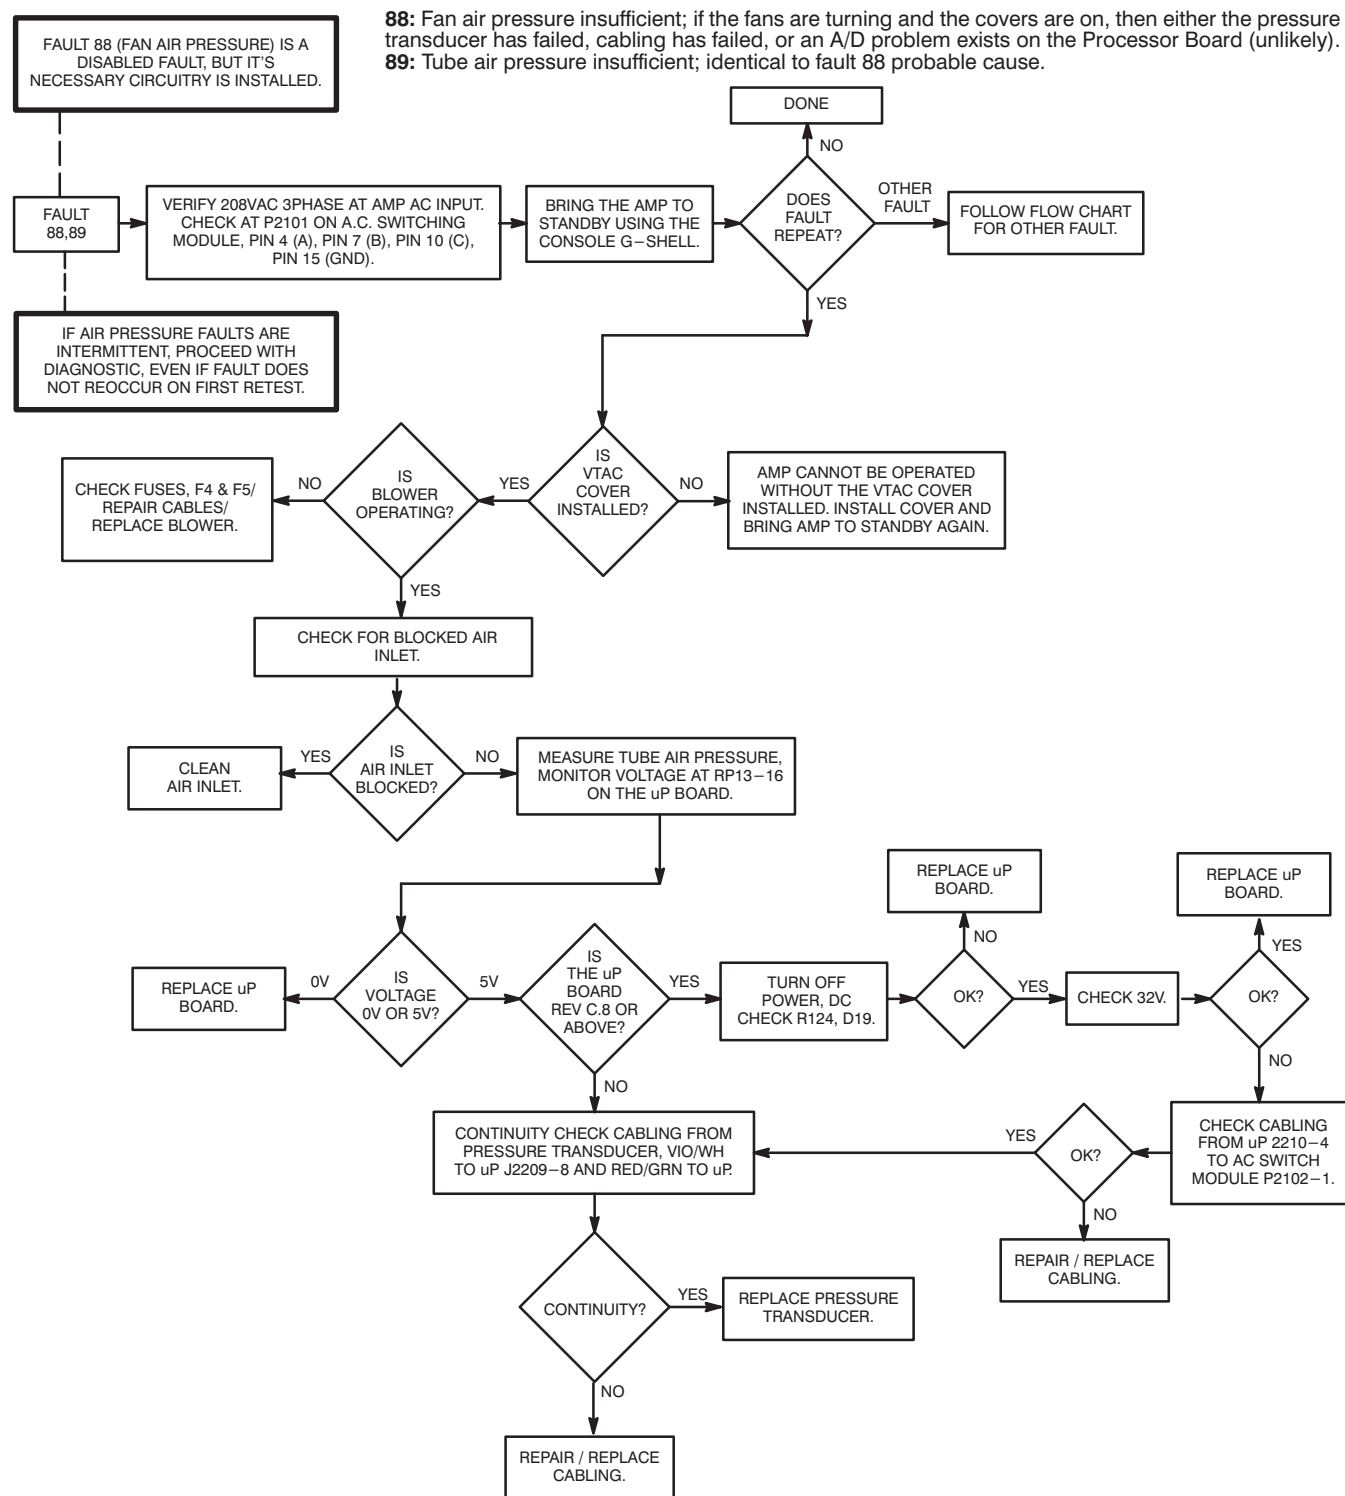 88: Fan air pressure insufficient; if the fans are turning and the covers are on, then either the pressure
transducer has failed, cabling has failed, or an A/D problem exists on the Processor Board (unlikely).
89: Tube air pressure insufficient; identical to fault 88 probable cause.
FAULT 88 (FAN AIR PRESSURE) IS A
DISABLED FAULT, BUT IT'S
NECESSARY CIRCUITRY IS INSTALLED.
FAULT
88,89
IF AIR PRESSURE FAULTS ARE
INTERMITTENT, PROCEED WITH
DIAGNOSTIC, EVEN IF FAULT DOES
NOT REOCCUR ON FIRST RETEST.
VERIFY 208VAC 3PHASE AT AMP AC INPUT.
CHECK AT P2101 ON A.C. SWITCHING
MODULE, PIN 4 (A), PIN 7 (B), PIN 10 (C),
PIN 15 (GND).
BRING THE AMP TO
STANDBY USING THE
CONSOLE G−SHELL.
DOES
FAULT
REPEAT?
NO
DONE
OTHER
FAULT
FOLLOW FLOW CHART
FOR OTHER FAULT.
YES
IS
VTAC
COVER
INSTALLED?
NO
AMP CANNOT BE OPERATED
WITHOUT THE VTAC COVER
INSTALLED. INSTALL COVER AND
BRING AMP TO STANDBY AGAIN.
YES
IS
BLOWER
OPERATING?
NO
CHECK FUSES, F4 & F5/
REPAIR CABLES/
REPLACE BLOWER.
YES
CHECK FOR BLOCKED AIR
INLET.
IS
AIR INLET
BLOCKED?
YES
CLEAN
AIR INLET.
NO
MEASURE TUBE AIR PRESSURE,
MONITOR VOLTAGE AT RP13−16
ON THE uP BOARD.
IS
VOLTAGE
0V OR 5V?
0V
REPLACE uP
BOARD.
5V
IS
THE uP
BOARD
REV C.8 OR
ABOVE?
YES
TURN OFF
POWER, DC
CHECK R124, D19.
OK?
NO
REPLACE uP
BOARD.
YES
CHECK 32V.
OK?
YES
REPLACE uP
BOARD.
NO
CHECK CABLING
FROM uP 2210−4
TO AC SWITCH
MODULE P2102−1.
OK?
YES
NO
REPAIR / REPLACE
CABLING.
NO
CONTINUITY CHECK CABLING FROM
PRESSURE TRANSDUCER, VIO/WH
TO uP J2209−8 AND RED/GRN TO uP.
CONTINUITY?
YES
REPLACE PRESSURE
TRANSDUCER.
NO
REPAIR / REPLACE
CABLING.